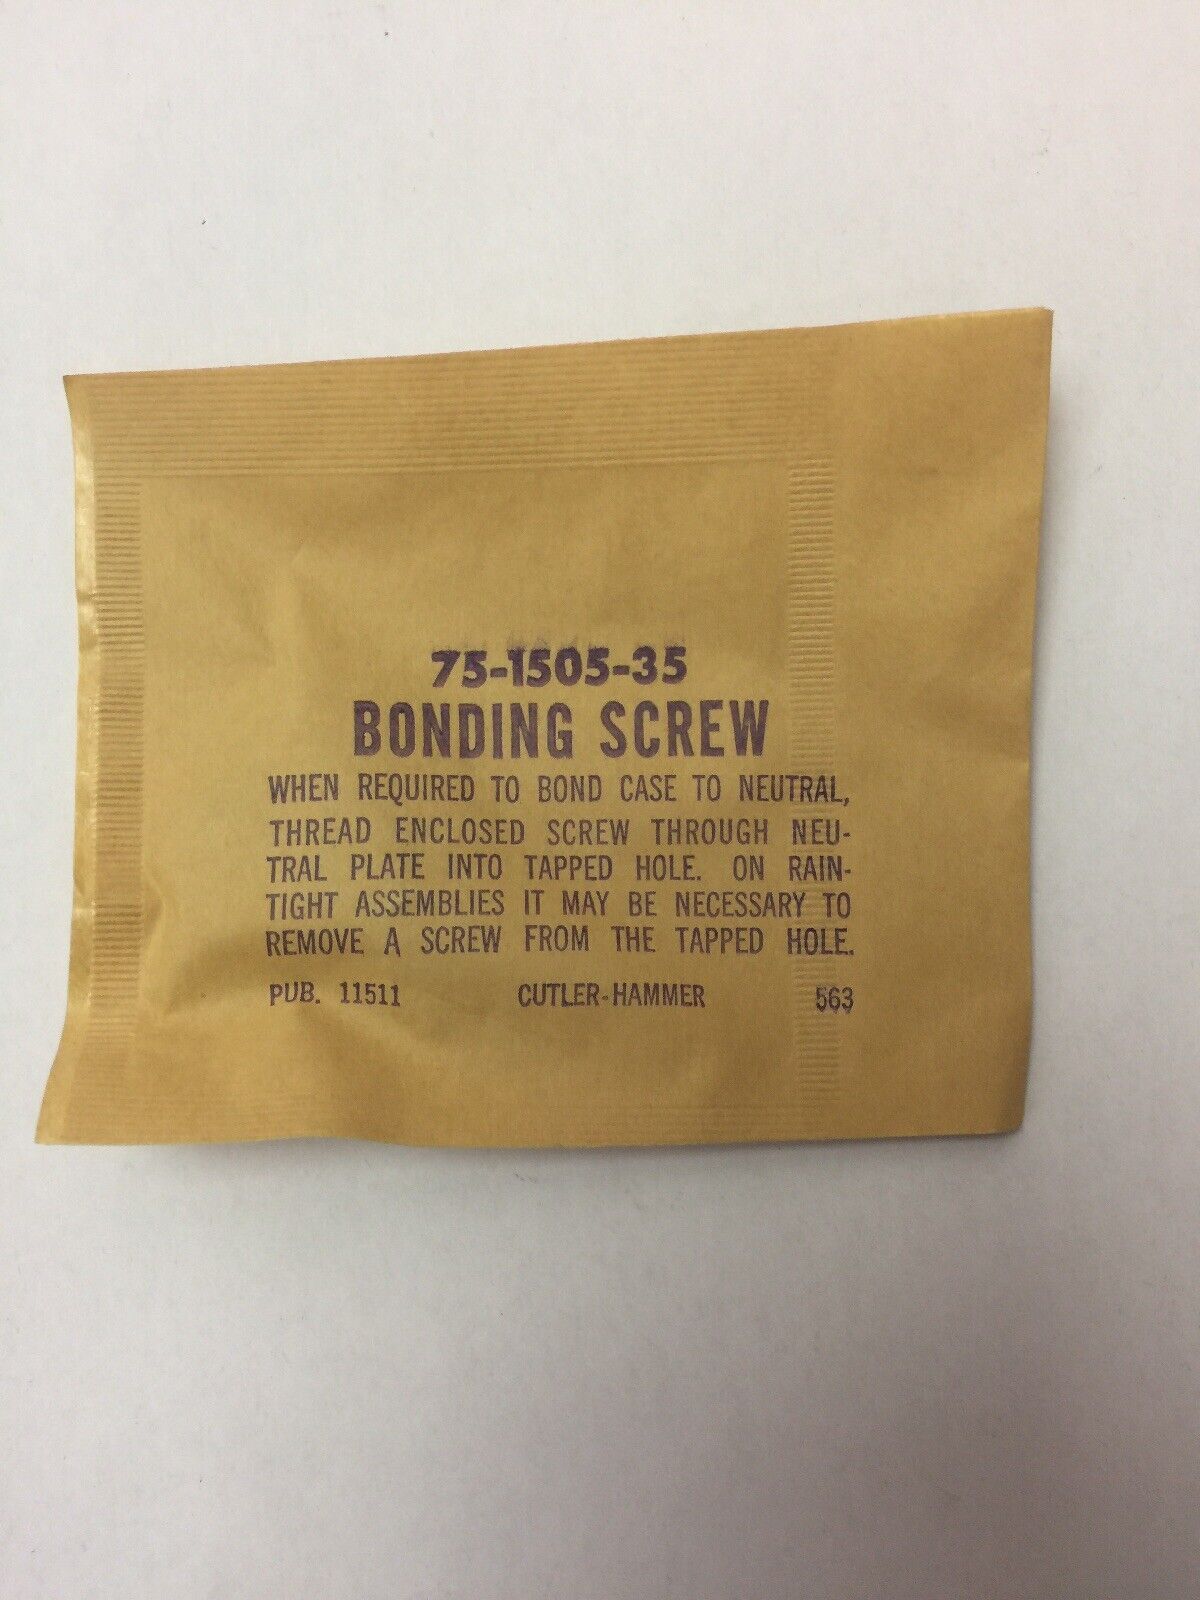 75-1505-35
BONDING SCREW
WHEN REQUIRED TO BOND CASE TO NEUTRAL,
THREAD ENCLOSED SCREW THROUGH NEU-
TRAL PLATE INTO TAPPED HOLE. ON RAIN-
TIGHT ASSEMBLIES IT MAY BE NECESSARY TO
REMOVE A SCREW FROM THE TAPPED HOLE.
PUB. 11511 CUTLER-HAMMER 563